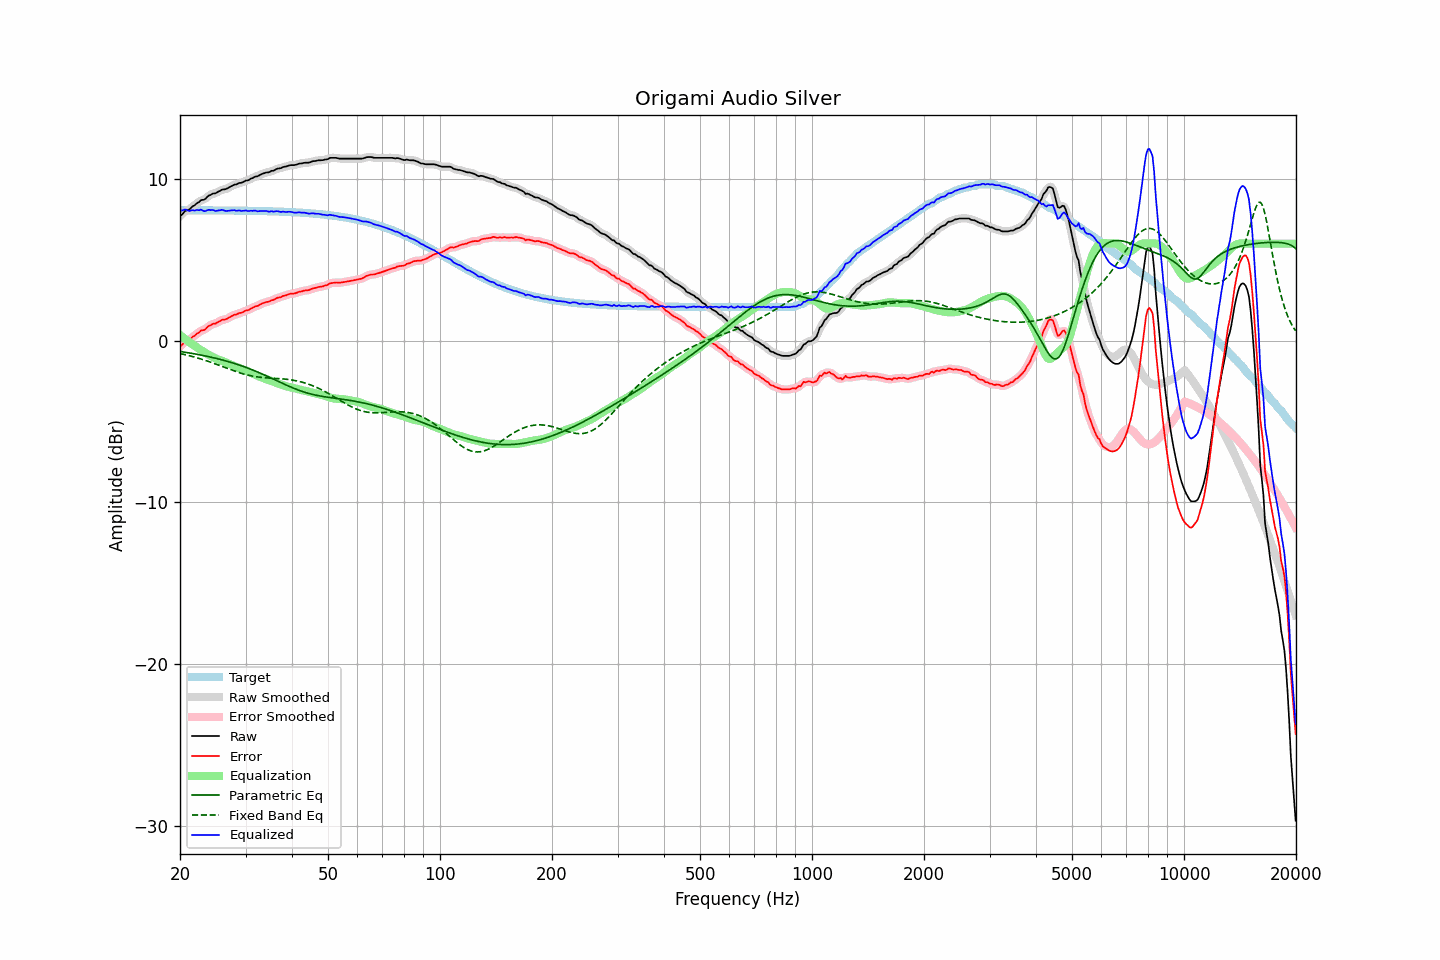 Origami Audio Silver
10
0
−10
−20
−30
Amplitude (dBr)
Target
Raw Smoothed
Error Smoothed
Raw
Error
Equalization
Parametric Eq
Fixed Band Eq
Equalized
20 50 100 200 500 1000 2000 5000 10000 20000
Frequency (Hz)